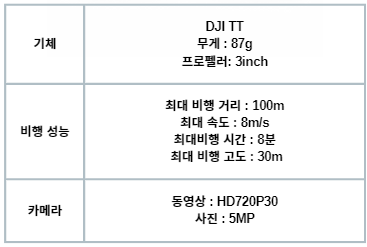 기체
DJI TT
무게 : 87g
프로펠러: 3inch
비행 성능
최대 비행 거리 : 100m
최대 속도 : 8m/s
최대비행 시간 : 8분
최대 비행 고도 : 30m
카메라
동영상 : HD720P30
사진 : 5MP